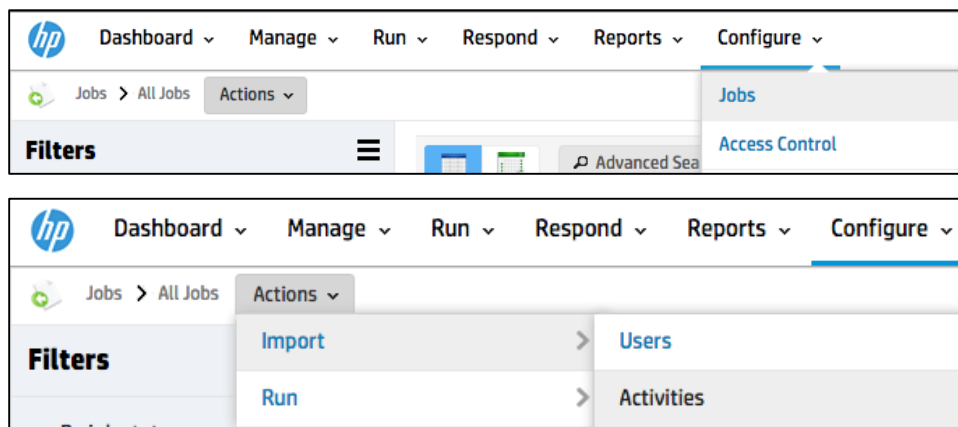 hp Dashboard Manage Run Respond Reports Configure
Jobs > All Jobs Actions Jobs
Filters Advanced Sea Access Control
hp Dashboard Manage Run Respond Reports Configure
Jobs > All Jobs Actions
Filters Import > Users
Run > Activities